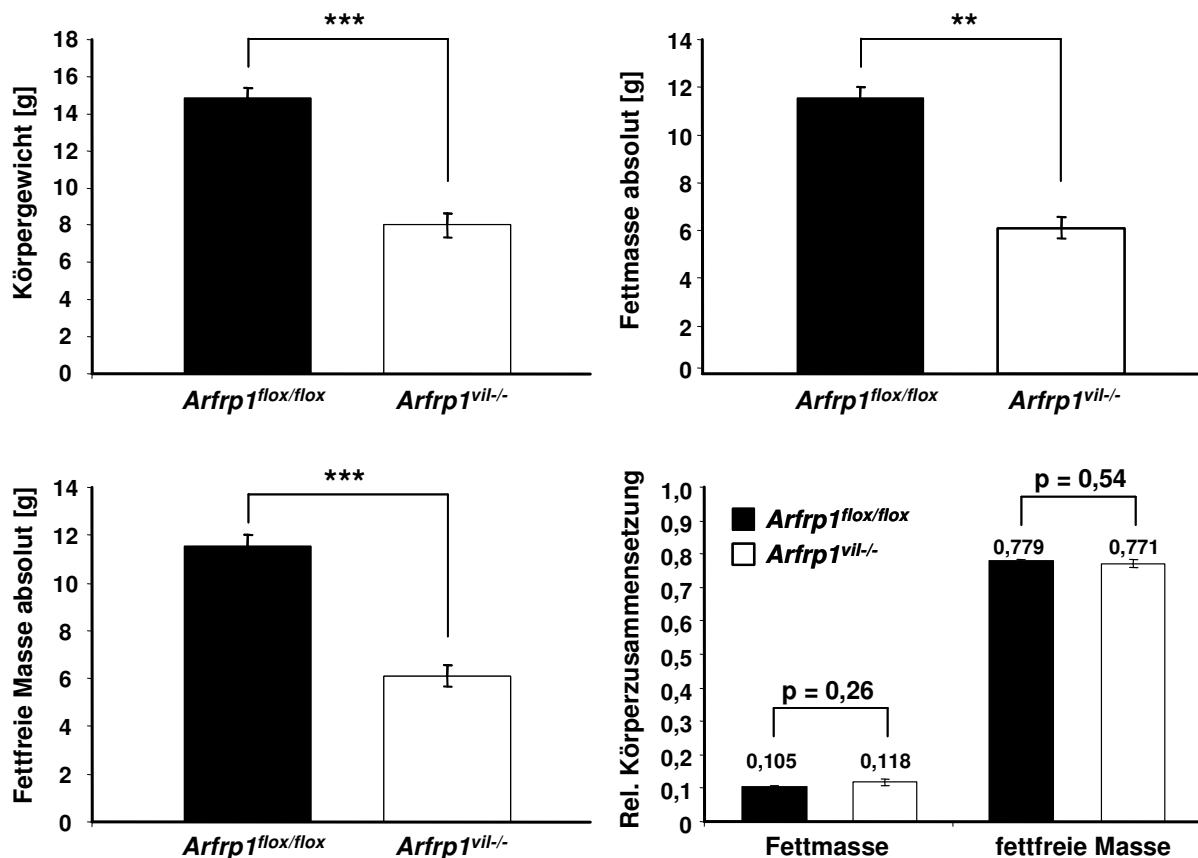 Körpergewicht [g]
18
16
14
12
10
8
6
4
2
0
***
Arfrp1flox/flox
Arfrp1vil-/-
Fettmasse absolut [g]
14
12
10
8
6
4
2
0
**
Arfrp1flox/flox
Arfrp1vil-/-
Fettfreie Masse absolut [g]
14
12
10
8
6
4
2
0
***
Arfrp1flox/flox
Arfrp1vil-/-
Rel. Körperzusammensetzung
1,0
0,9
0,8
0,7
0,6
0,5
0,4
0,3
0,2
0,1
0
Arfrp1flox/flox
Arfrp1vil-/-
p = 0,54
0,779
0,771
p = 0,26
0,105
0,118
Fettmasse
fettfreie Masse